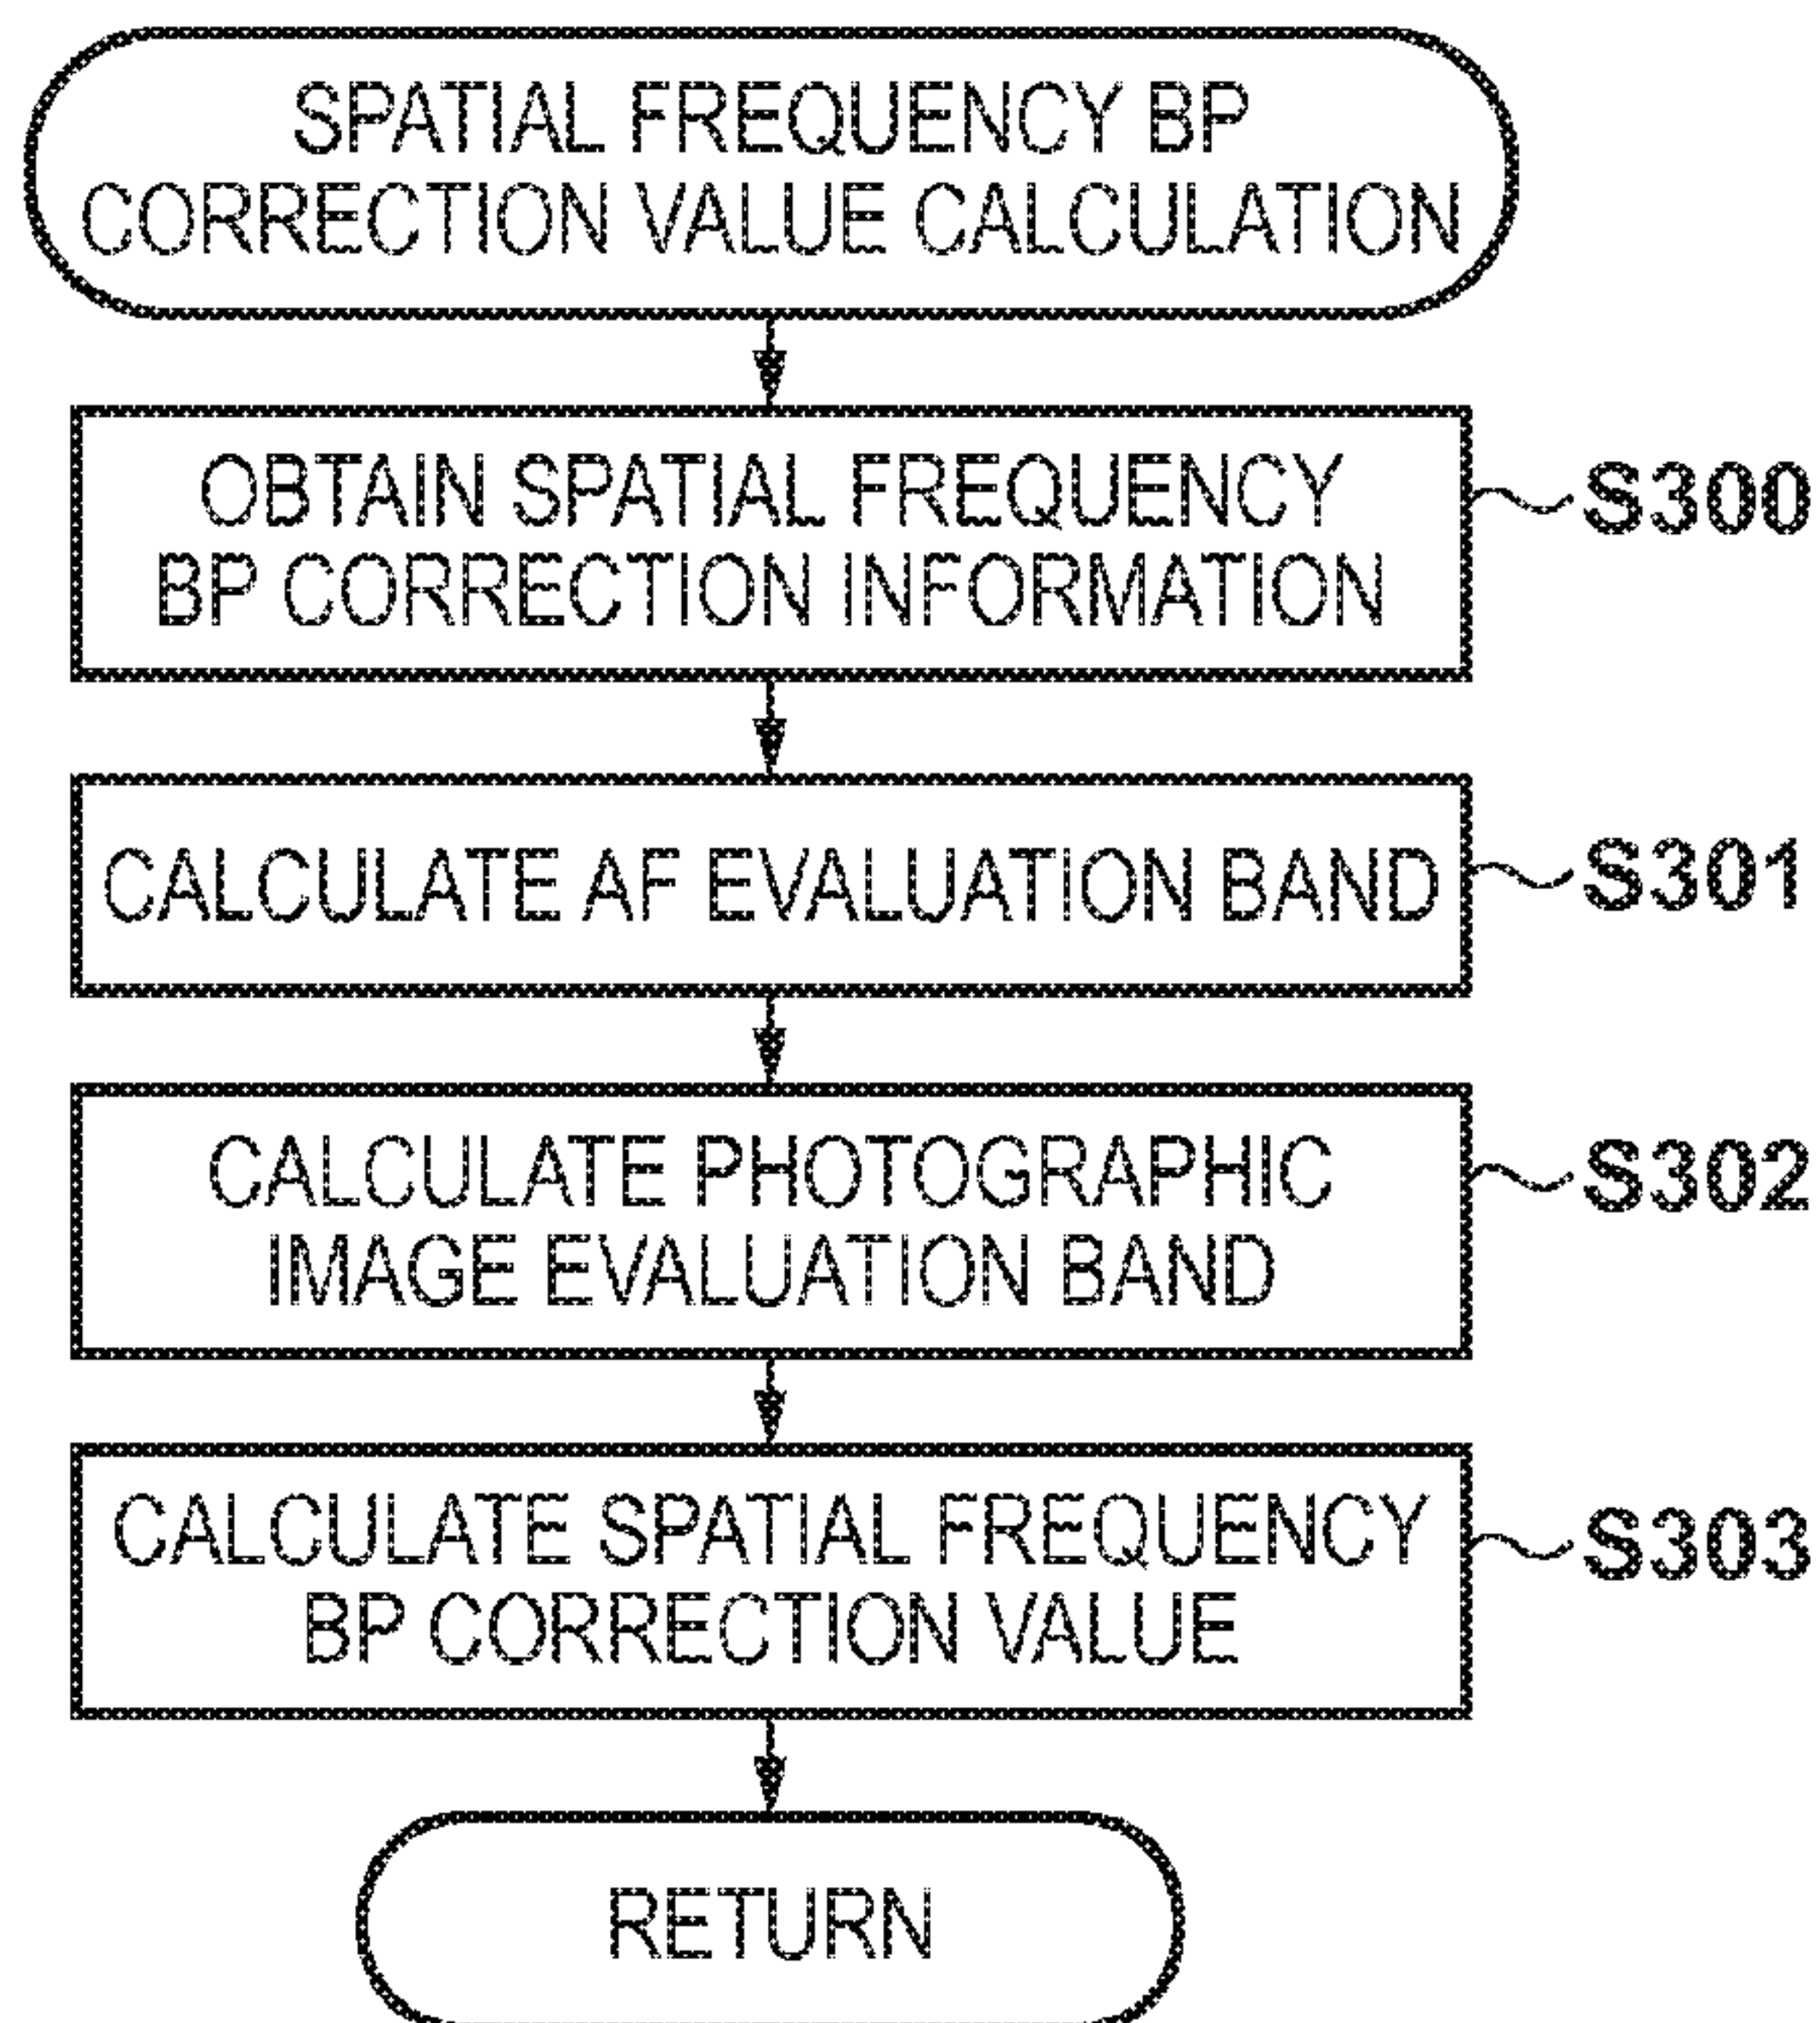 SPATIAL FREQUENCY BP
CORRECTION VALUE CALCULATION
OBTAIN SPATIAL FREQUENCY
BP CORRECTION INFORMATION
S300
CALCULATE AF EVALUATION BAND
S301
CALCULATE PHOTOGRAPHIC
IMAGE EVALUATION BAND
S302
CALCULATE SPATIAL FREQUENCY
BP CORRECTION VALUE
S303
RETURN